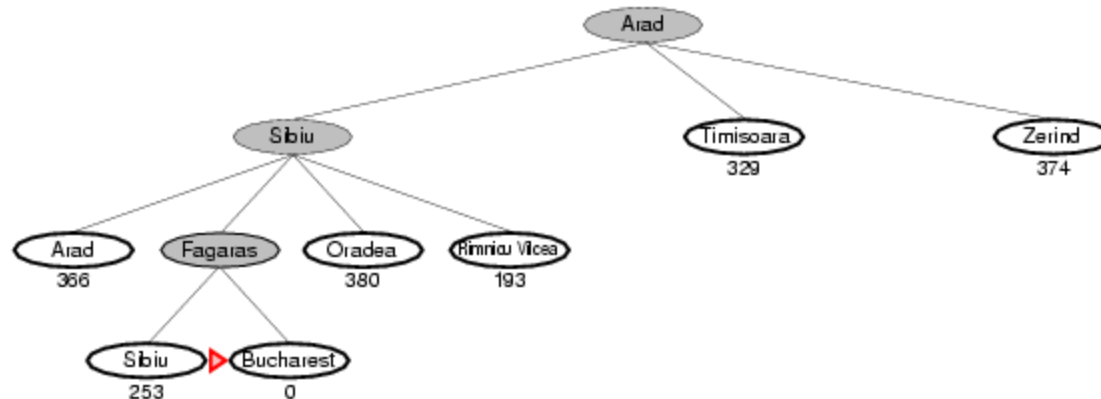 Arad
Sibiu
Timisoara
Zerind
329
374
Arad
Fagaras
Oradea
Rimnicu Vilcea
366
380
193
Sibiu
Bucharest
253
0